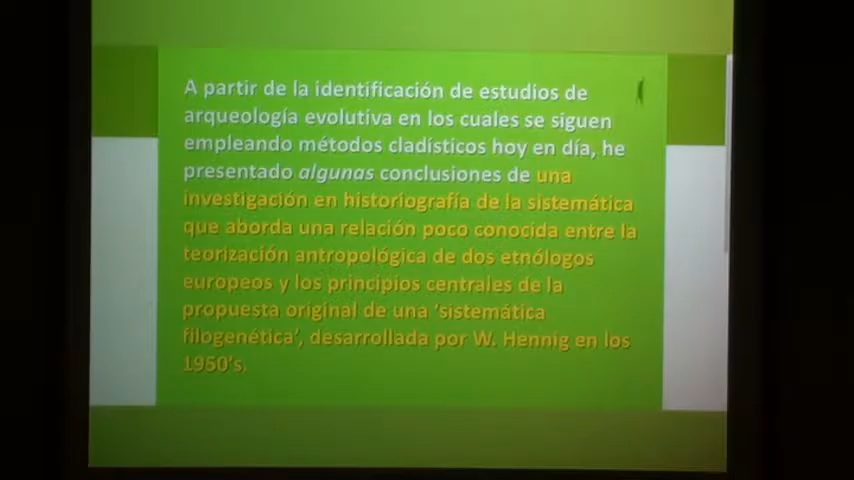 A partir de la identificación de estudios de
arqueología evolutiva en los cuales se siguen
empleando métodos cladísticos hoy en día, he
presentado algunas conclusiones de una
investigación en historiografía de la sistemática
que aborda una relación poco conocida entre la
teorización antropológica de dos etnólogos
europeos y los principios centrales de la
propuesta original de una ‘sistemática
filogenética’, desarrollada por W. Hennig en los
1950’s.